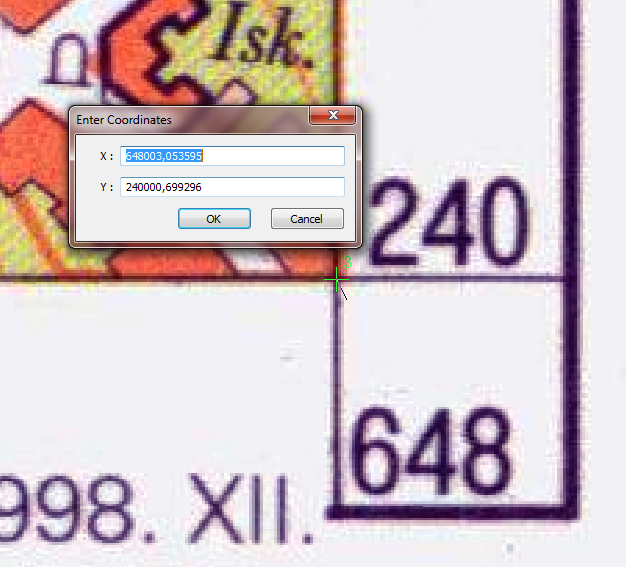 Isk.
Enter Coordinates
X: 648003,053595
Y: 240000,699296
OK Cancel
240
648
998. XII.